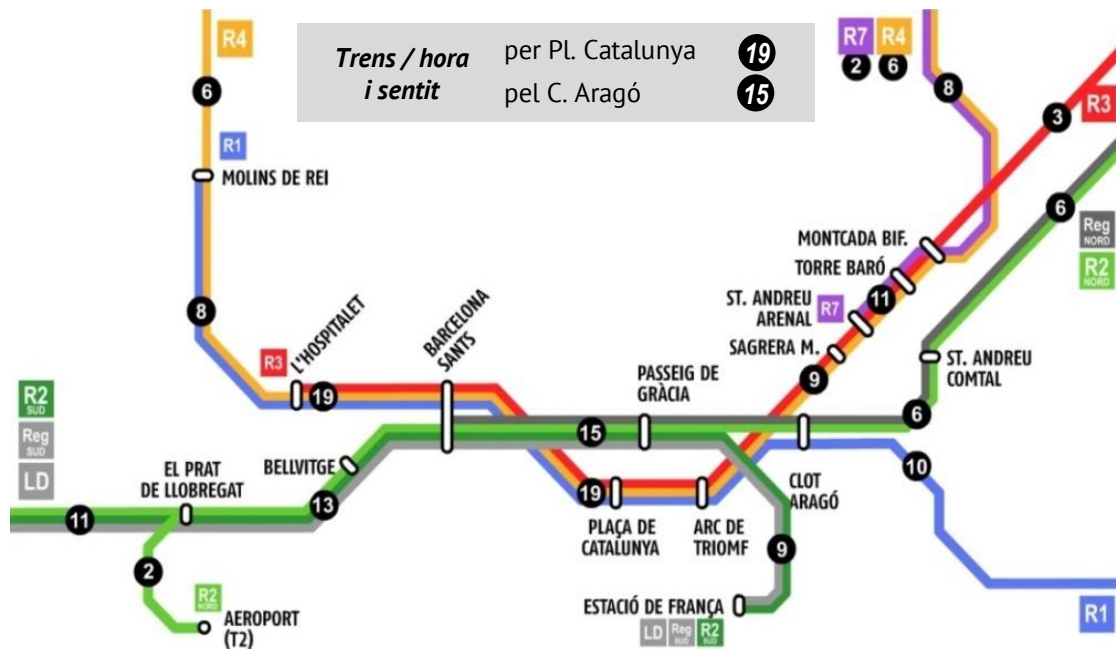 R4
Trens / hora
i sentit
per Pl. Catalunya
19
pel C. Aragó
15
R7
R4
2
6
6
8
3
R3
R1
MOLINS DE REI
6
Reg
NORD
R2
NORD
MONTCADA BIF.
TORRE BARÓ
11
ST. ANDREU
ARENAL
R7
SAGRERA M.
9
8
L'HOSPITALET
R3
19
BARCELONA
SANTS
PASSEIG DE
GRÀCIA
ST. ANDREU
COMTAL
6
R2
SUD
Reg
SUD
LD
15
BELLVITGE
EL PRAT
DE LLOBREGAT
13
11
CLOT
ARAGÓ
10
19
PLAÇA DE
CATALUNYA
ARC DE
TRIOMF
9
2
R2
NORD
AEROPORT
(T2)
ESTACIÓ DE FRANÇA
LD
Reg
SUD
R2
SUD
R1